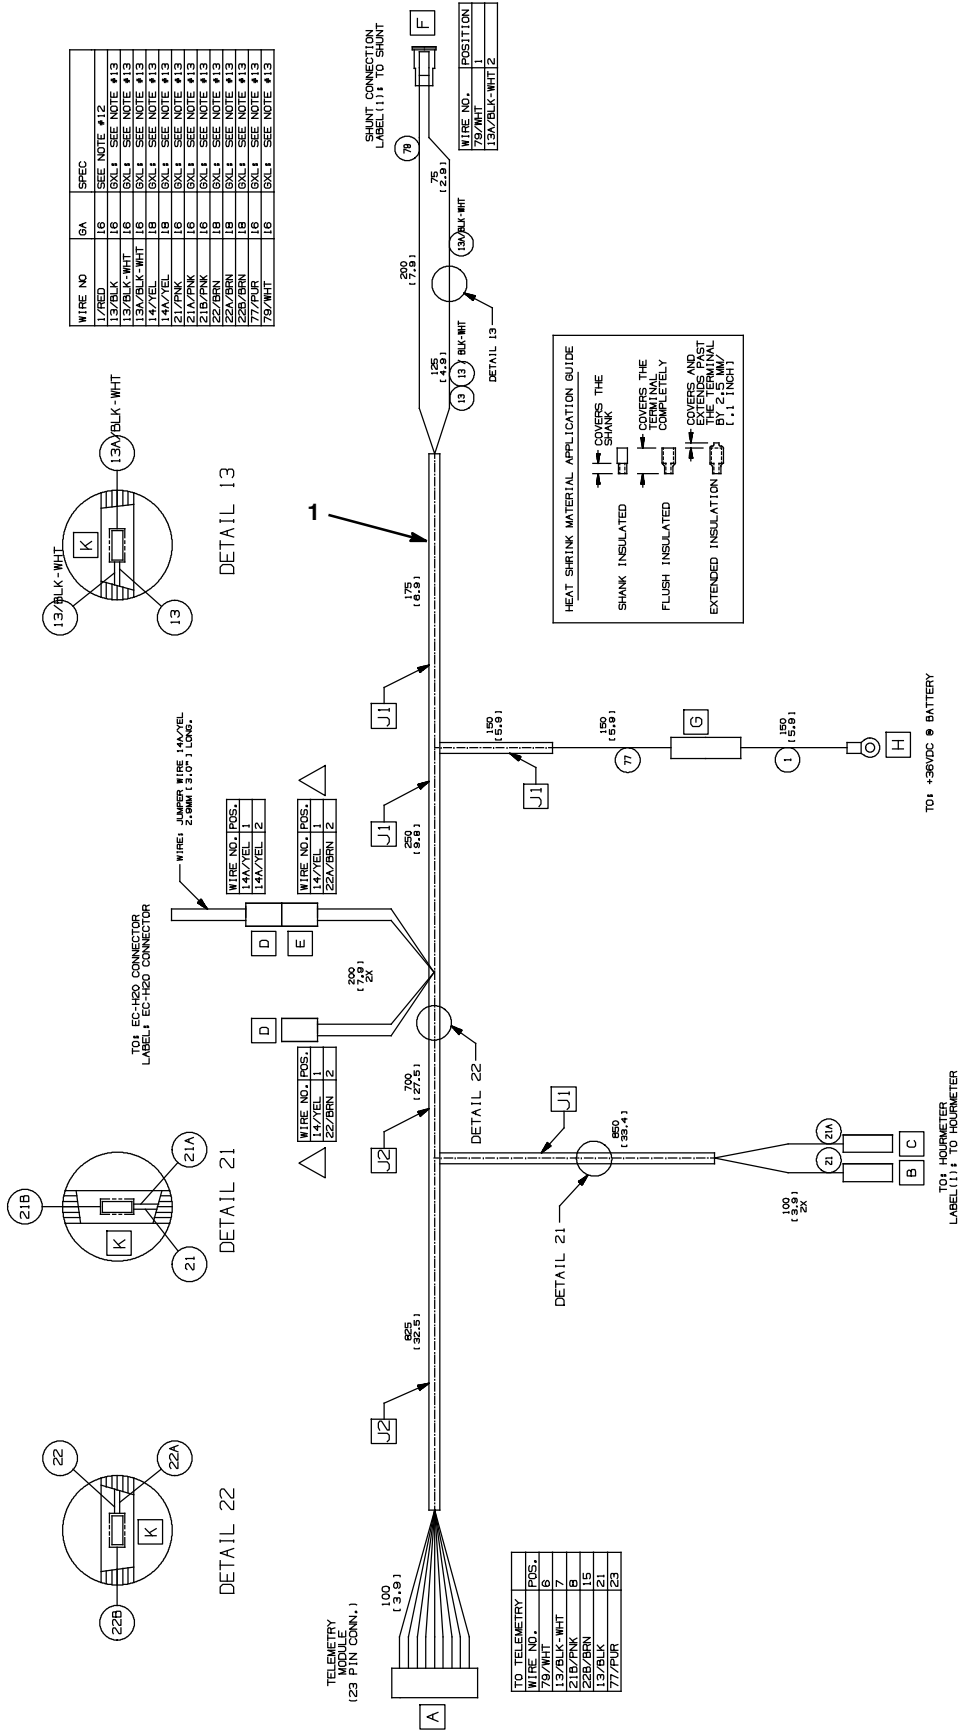 WIRE NO GA SPEC
1/RED 16 SEE NOTE #12
13/BLK 16 GXL; SEE NOTE #13
13/BLK-WHT 16 GXL; SEE NOTE #13
13A/BLK-WHT 16 GXL; SEE NOTE #13
14/YEL 18 GXL; SEE NOTE #13
14A/YEL 18 GXL; SEE NOTE #13
21/PNK 16 GXL; SEE NOTE #13
21A/PNK 16 GXL; SEE NOTE #13
21B/PNK 16 GXL; SEE NOTE #13
22/BRN 18 GXL; SEE NOTE #13
22A/BRN 18 GXL; SEE NOTE #13
22B/BRN 18 GXL; SEE NOTE #13
77/PUR 16 GXL; SEE NOTE #13
79/WHT 16 GXL; SEE NOTE #13
22
22A
22B
K
DETAIL 22
21B
21A
21
K
DETAIL 21
13/BLK-WHT
13A/BLK-WHT
13
K
DETAIL 13
TO: EC-H2O CONNECTOR
LABEL: EC-H2O CONNECTOR
WIRE: JUMPER WIRE 14A/YEL
2.9MM [3.0"] LONG.
WIRE NO. POS.
14A/YEL 1
14A/YEL 2
WIRE NO. POS.
14/YEL 1
22A/BRN 2
WIRE NO. POS.
14/YEL 1
22/BRN 2
D
D
E
200
[7.9]
2X
SHUNT CONNECTION
LABEL(1): TO SHUNT
F
WIRE NO. POSITION
79/WHT 1
13A/BLK-WHT 2
79
200
[7.9]
75
[2.9]
125
[4.9]
13
13 / BLK-WHT
13A/BLK-WHT
DETAIL 13
1
TELEMETRY
MODULE
(23 PIN CONN.)
100
[3.9]
A
J2
825
[32.5]
J2
700
[27.5]
DETAIL 22
J1
250
[9.8]
J1
175
[6.9]
TO TELEMETRY
WIRE NO. POS.
79/WHT 6
13/BLK-WHT 7
21B/PNK 8
22B/BRN 15
13/BLK 21
77/PUR 23
DETAIL 21
J1
850
[33.4]
100
[3.9]
2X
21
21A
B
C
TO: HOURMETER
LABEL(1): TO HOURMETER
J1
150
[5.9]
150
[5.9]
77
G
150
[5.9]
1
H
TO: +36VDC @ BATTERY
HEAT SHRINK MATERIAL APPLICATION GUIDE
SHANK INSULATED
COVERS THE
SHANK
FLUSH INSULATED
COVERS THE
TERMINAL
COMPLETELY
EXTENDED INSULATION
COVERS AND
EXTENDS PAST
THE TERMINAL
BY 2.5 MM/
[.1 INCH]